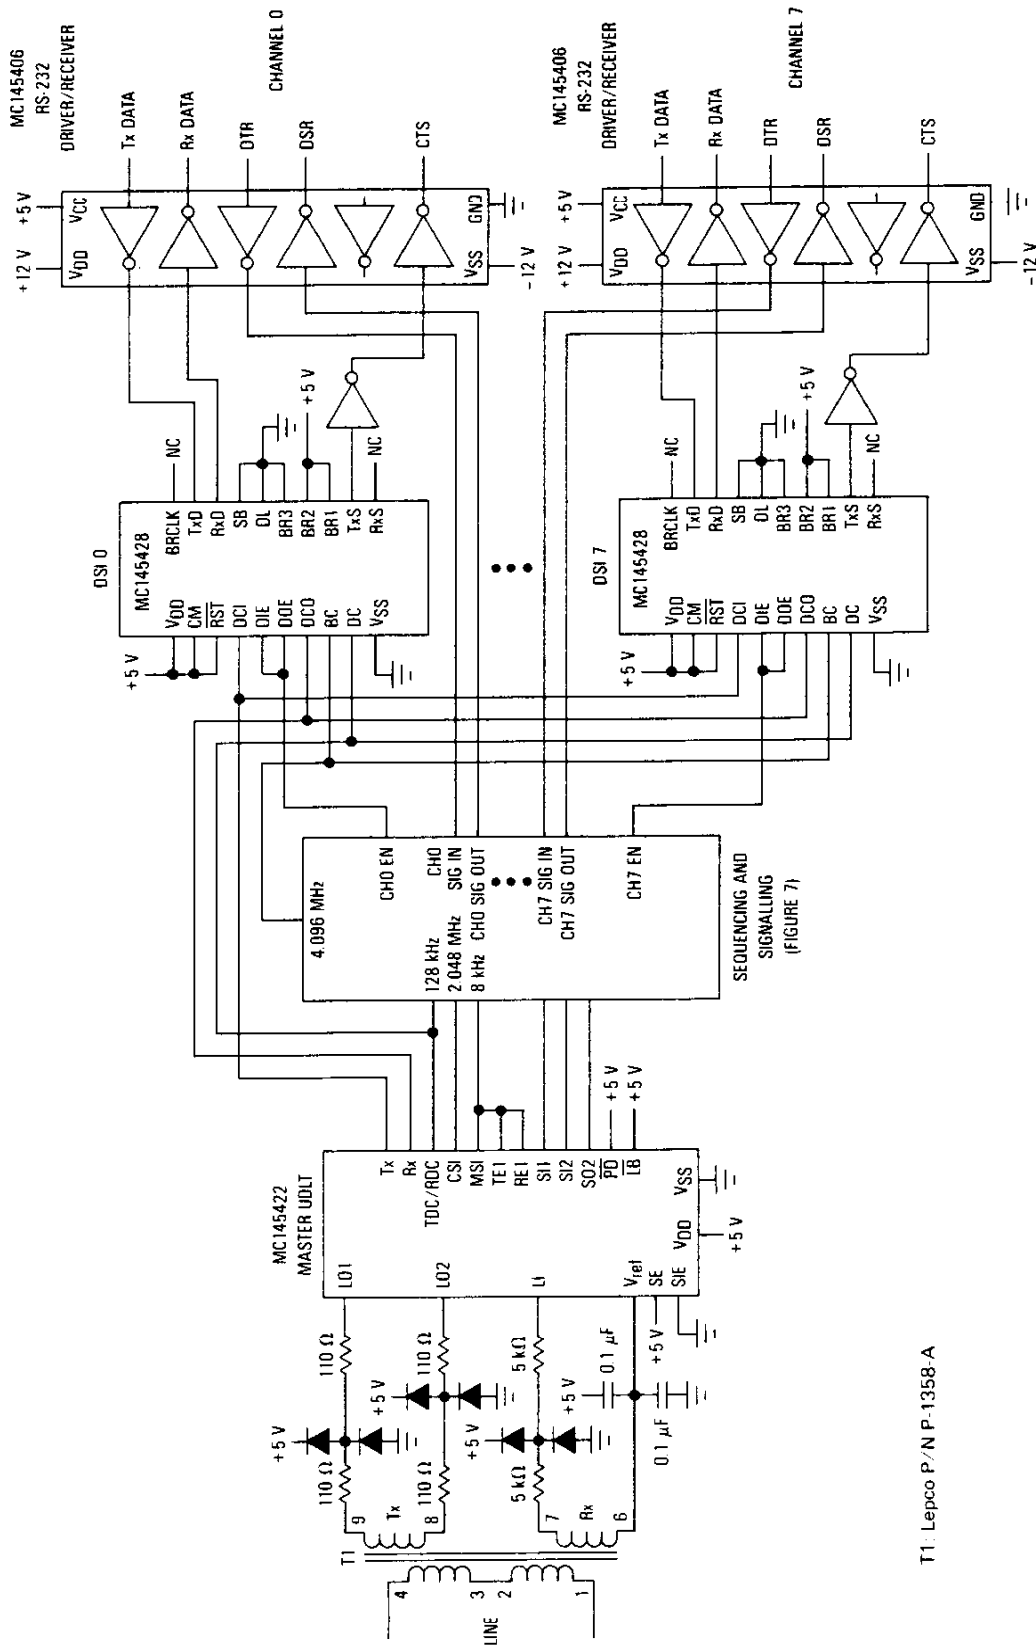 LINE
4
3
2
1
T1
9
Tx
8
7
Rx
6
110 Ω
110 Ω
+5 V
110 Ω
110 Ω
+5 V
5 kΩ
5 kΩ
+5 V
+5 V
0.1 μF
0.1 μF
MC145422
MASTER UDLT
LO1
LO2
LI
Vref
SE
SIE
+5 V
VDD
+5 V
VSS
Tx
Rx
TDC/RDC
CSI
MSI
TE1
RE1
SI1
SI2
SO2
PD
LB
+5 V
+5 V
4.096 MHz
128 kHz
2.048 MHz
8 kHz
CH0 EN
CH0
SIG IN
CH0 SIG OUT
CH7 SIG IN
CH7 SIG OUT
CH7 EN
SEQUENCING AND
SIGNALLING
(FIGURE 7)
DSI 0
MC145428
+5 V
VDD
CM
RST
DCI
DIE
DOE
DCO
BC
DC
VSS
BRCLK
TxD
RxD
SB
DL
BR3
BR2
BR1
TxS
RxS
NC
+5 V
NC
DSI 7
MC145428
+5 V
VDD
CM
RST
DCI
DIE
DOE
DCO
BC
DC
VSS
BRCLK
TxD
RxD
SB
DL
BR3
BR2
BR1
TxS
RxS
NC
+5 V
NC
MC145406
RS-232
DRIVER/RECEIVER
+12 V
+5 V
VDD
VCC
VSS
GND
-12 V
Tx DATA
Rx DATA
DTR
DSR
CTS
CHANNEL 0
MC145406
RS-232
DRIVER/RECEIVER
+12 V
+5 V
VDD
VCC
VSS
GND
-12 V
Tx DATA
Rx DATA
DTR
DSR
CTS
CHANNEL 7
T1: Lepco P/N P-1358-A